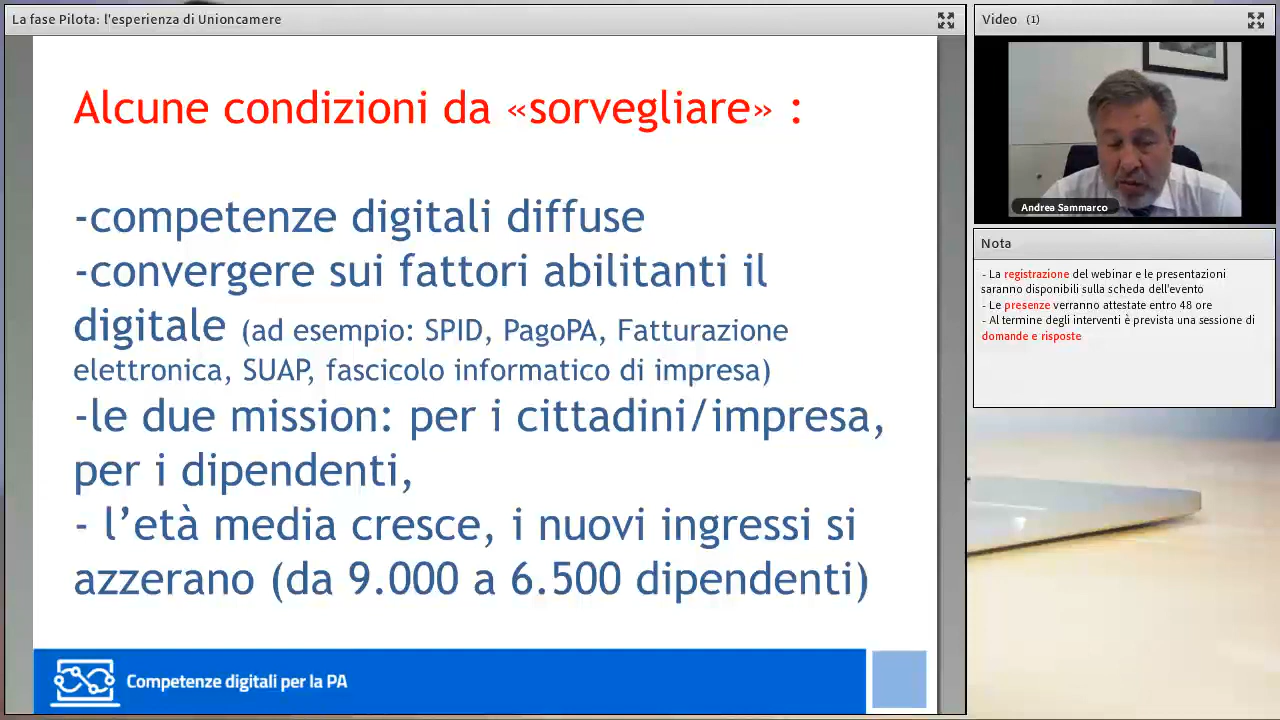 La fase Pilota: l'esperienza di Unioncamere
Alcune condizioni da «sorvegliare» :
-competenze digitali diffuse
-convergere sui fattori abilitanti il
digitale (ad esempio: SPID, PagoPA, Fatturazione
elettronica, SUAP, fascicolo informatico di impresa)
-le due mission: per i cittadini/impresa,
per i dipendenti,
- l’età media cresce, i nuovi ingressi si
azzerano (da 9.000 a 6.500 dipendenti)
Competenze digitali per la PA
Video (1)
Andrea Sammarco
Nota
- La registrazione del webinar e le presentazioni
saranno disponibili sulla scheda dell'evento
- Le presenze verranno attestate entro 48 ore
- Al termine degli interventi è prevista una sessione di
domande e risposte